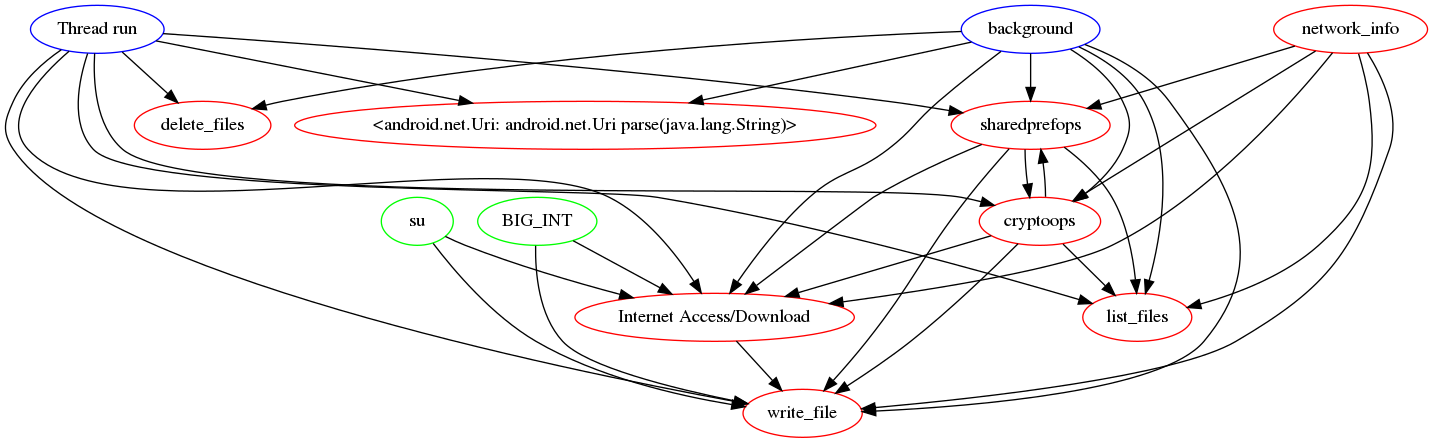 Thread run
background
network_info
delete_files
<android.net.Uri: android.net.Uri parse(java.lang.String)>
sharedprefops
su
BIG_INT
cryptoops
Internet Access/Download
list_files
write_file